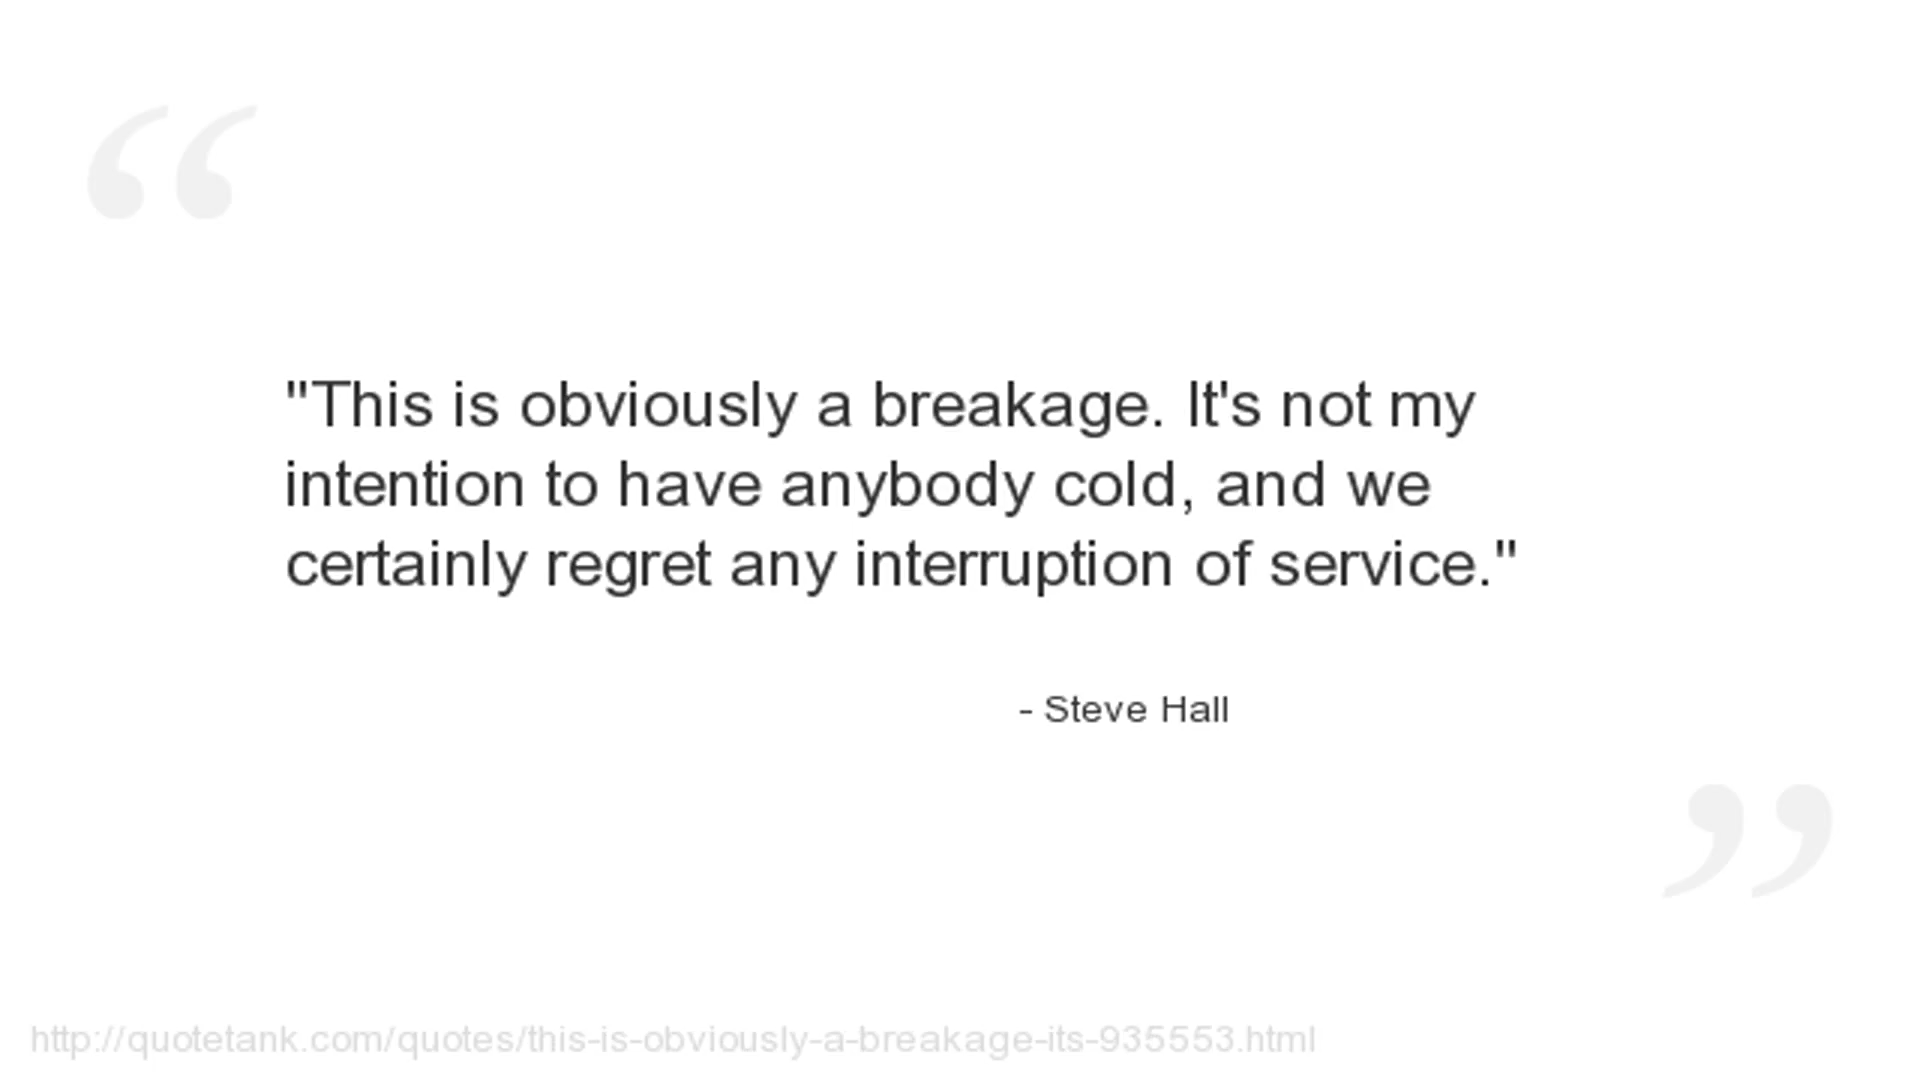 "This is obviously a breakage. It's not my
intention to have anybody cold, and we
certainly regret any interruption of service."
- Steve Hall
http://quotetank.com/quotes/this-is-obviously-a-breakage-its-935553.html